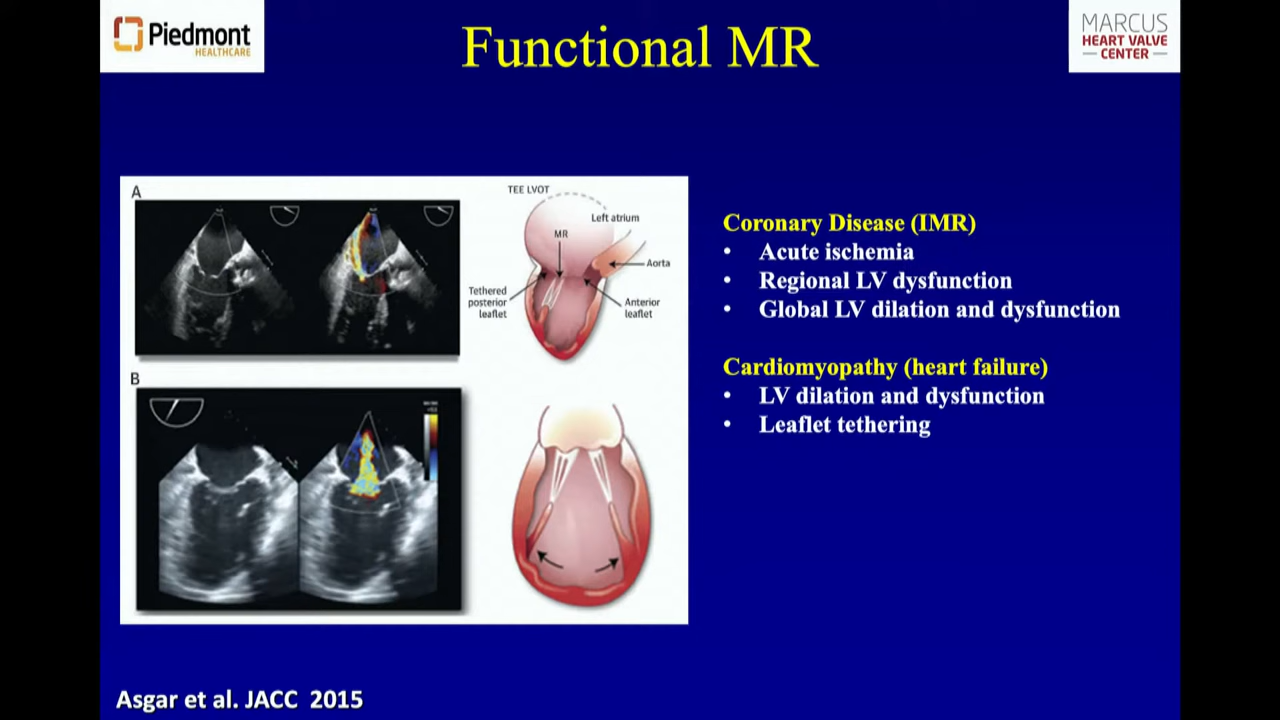 Piedmont
HEALTHCARE
Functional MR
MARCUS
HEART VALVE
CENTER
A
TEE LVOT
Left atrium
MR
Aorta
Tethered
posterior
leaflet
Anterior
leaflet
B
Coronary Disease (IMR)
• Acute ischemia
• Regional LV dysfunction
• Global LV dilation and dysfunction
Cardiomyopathy (heart failure)
• LV dilation and dysfunction
• Leaflet tethering
Asgar et al. JACC 2015